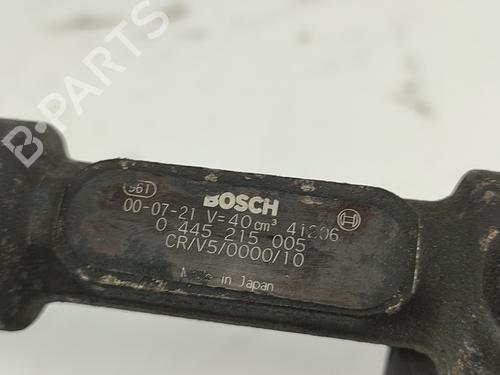 B-PARTS
961
BOSCH
00-07-21 V=40cm³ 41206
0 445 215 005
CR/V5/0000/10
Made in Japan